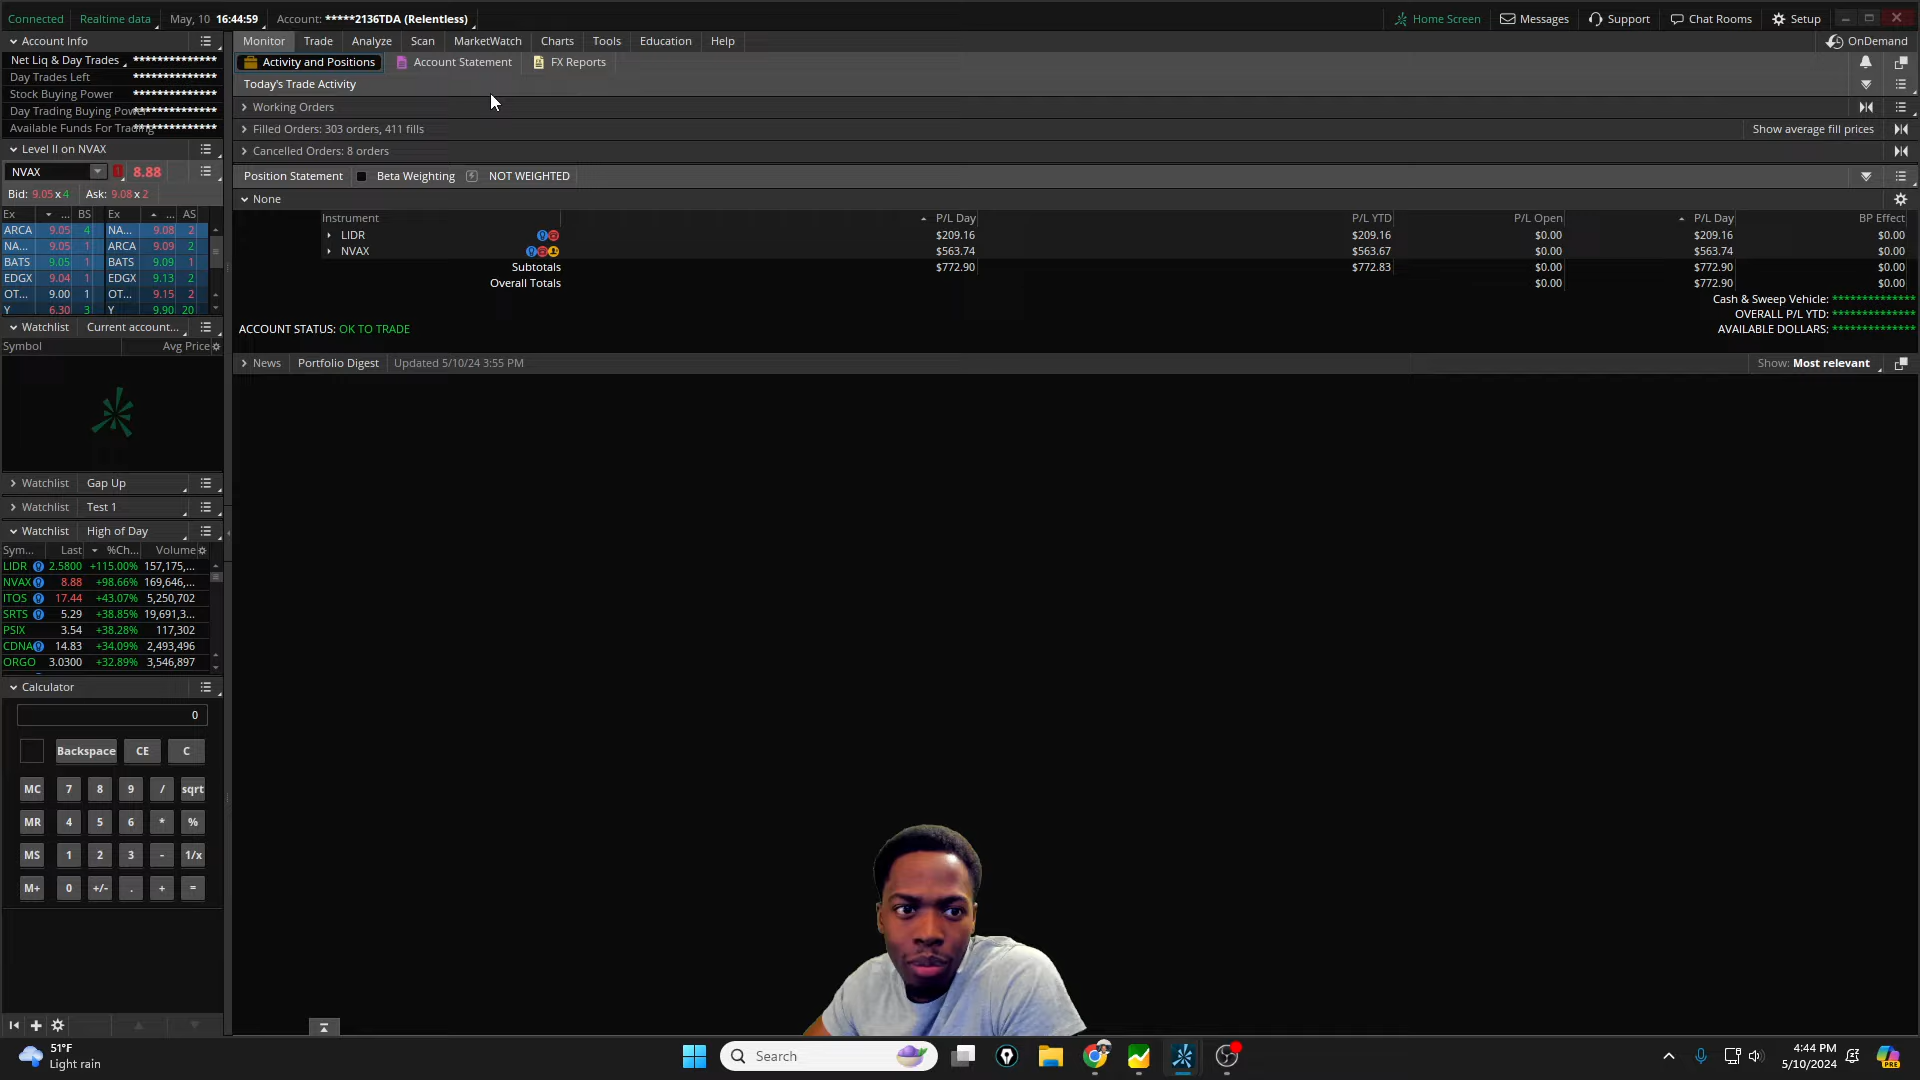 Connected Realtime data May, 10 16:44:59 Account: *****2136TDA (Relentless) Home Screen Messages Support Chat Rooms Setup
Account Info Monitor Trade Analyze Scan MarketWatch Charts Tools Education Help OnDemand
Net Liq & Day Trades **************
Activity and Positions Account Statement FX Reports
Day Trades Left **************
Today's Trade Activity
Stock Buying Power **************
Working Orders
Day Trading Buying Power **************
Available Funds For Trading **************
Filled Orders: 303 orders, 411 fills Show average fill prices
Level II on NVAX
Cancelled Orders: 8 orders
NVAX 8.88
Position Statement Beta Weighting NOT WEIGHTED
Bid: 9.05 x 4 Ask: 9.08 x 2
None
Ex ... BS Ex ... AS
Instrument P/L Day P/L YTD P/L Open P/L Day BP Effect
ARCA 9.05 4 NA... 9.08 2
LIDR $209.16 $209.16 $0.00 $209.16 $0.00
NA... 9.05 1 ARCA 9.09 2
NVAX $563.74 $563.67 $0.00 $563.74 $0.00
BATS 9.05 1 BATS 9.09 1
Subtotals $772.90 $772.83 $0.00 $772.90 $0.00
EDGX 9.04 1 EDGX 9.13 2
Overall Totals $0.00 $772.90 $0.00
OT... 9.00 1 OT... 9.15 2
Cash & Sweep Vehicle: **************
Y 6.30 3 Y 9.90 20
OVERALL P/L YTD: **************
Watchlist Current account...
ACCOUNT STATUS: OK TO TRADE AVAILABLE DOLLARS: **************
Symbol Avg Price
News Portfolio Digest Updated 5/10/24 3:55 PM Show: Most relevant
Watchlist Gap Up
Watchlist Test 1
Watchlist High of Day
Sym... Last %Ch... Volume
LIDR 2.5800 +115.00% 157,175,...
NVAX 8.88 +98.66% 169,646,...
ITOS 17.44 +43.07% 5,250,702
SRTS 5.29 +38.85% 19,691,3...
PSIX 3.54 +38.28% 117,302
CDNA 14.83 +34.09% 2,493,496
ORGO 3.0300 +32.89% 3,546,897
Calculator
0
Backspace CE C
MC 7 8 9 / sqrt
MR 4 5 6 * %
MS 1 2 3 - 1/x
M+ 0 +/- . + =
51°F
Light rain
Search
4:44 PM
5/10/2024
PRE